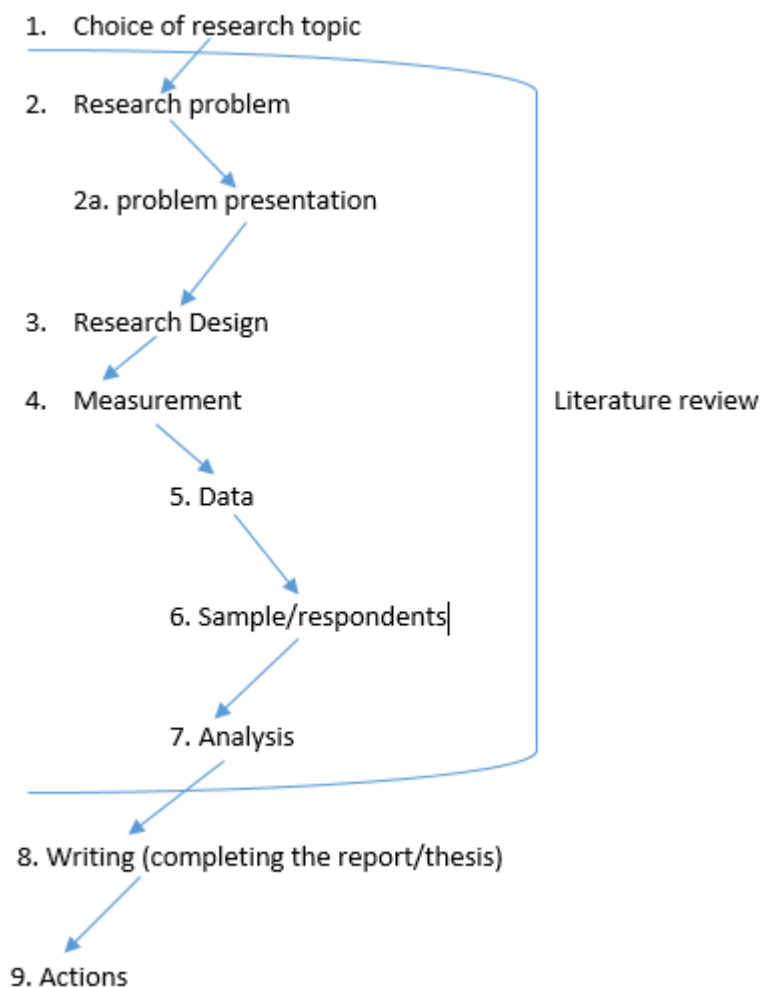 1. Choice of research topic
2. Research problem
2a. problem presentation
3. Research Design
4. Measurement
Literature review
5. Data
6. Sample/respondents
7. Analysis
8. Writing (completing the report/thesis)
9. Actions